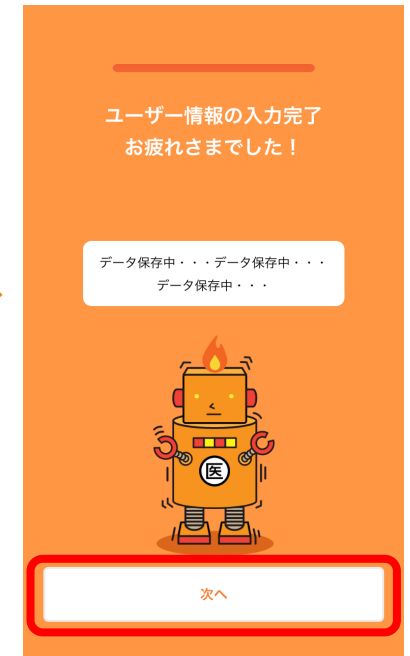 ユーザー情報の入力完了
お疲れさまでした！
データ保存中・・・データ保存中・・・
データ保存中・・・
医
次へ